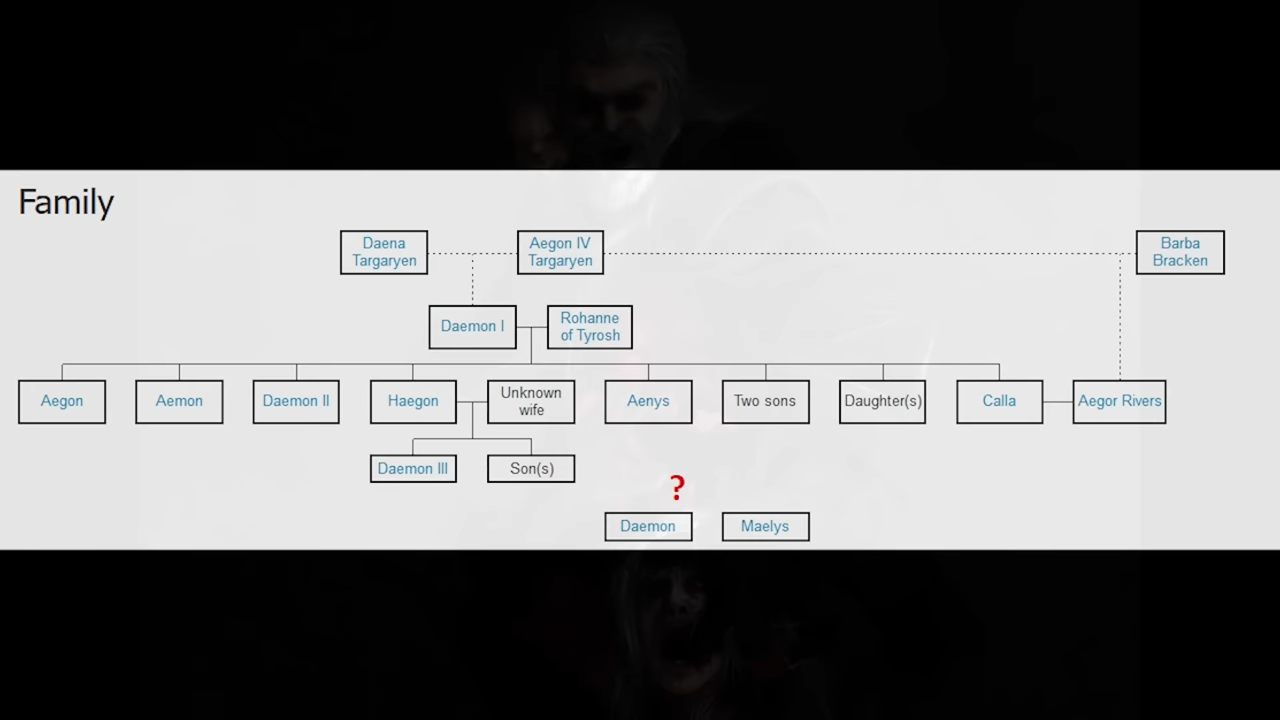 Family
Daena
Targaryen
Aegon IV
Targaryen
Barba
Bracken
Daemon I
Rohanne
of Tyrosh
Aegon
Aemon
Daemon II
Haegon
Unknown
wife
Aenys
Two sons
Daughter(s)
Calla
Aegor Rivers
Daemon III
Son(s)
?
Daemon
Maelys